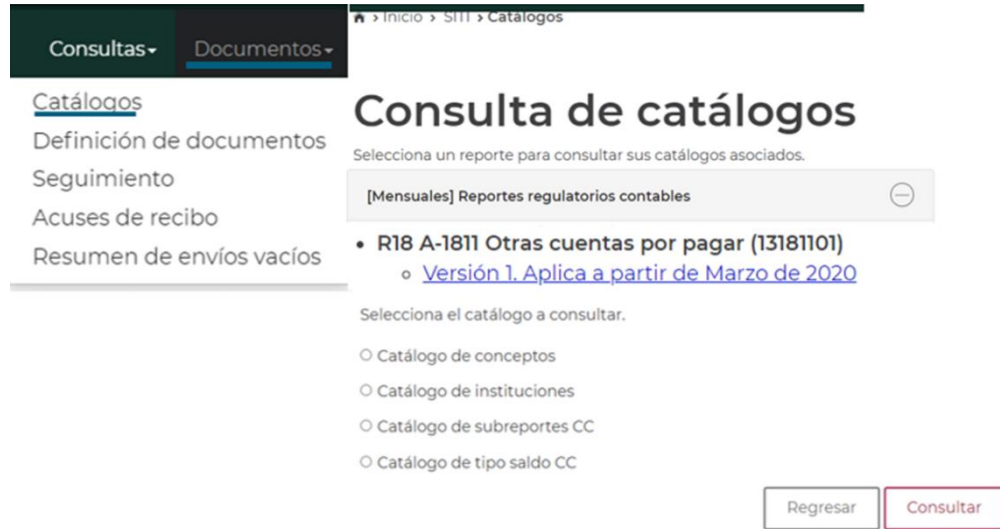 Consultas
Documentos
Catálogos
Definición de documentos
Seguimiento
Acuses de recibo
Resumen de envíos vacíos
> Inicio > SITI > Catálogos
Consulta de catálogos
Selecciona un reporte para consultar sus catálogos asociados.
[Mensuales] Reportes regulatorios contables
• R18 A-1811 Otras cuentas por pagar (13181101)
Versión 1. Aplica a partir de Marzo de 2020
Selecciona el catálogo a consultar.
Catálogo de conceptos
Catálogo de instituciones
Catálogo de subreportes CC
Catálogo de tipo saldo CC
Regresar
Consultar